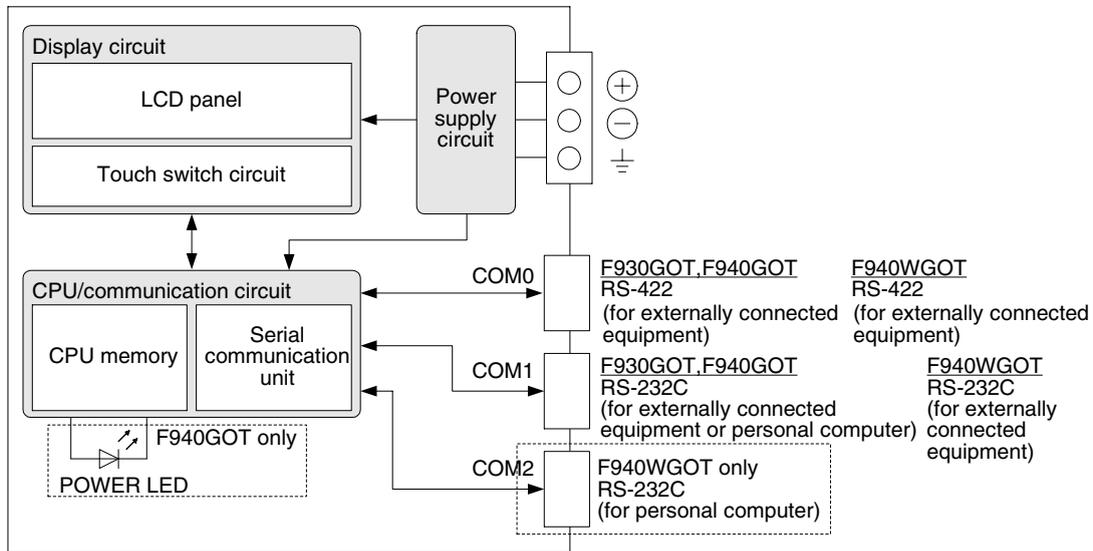 Display circuit
LCD panel
Touch switch circuit
Power
supply
circuit
CPU/communication circuit
CPU memory
Serial
communication
unit
F940GOT only
POWER LED
COM0
F930GOT,F940GOT
RS-422
(for externally connected
equipment)
F940WGOT
RS-422
(for externally connected
equipment)
COM1
F930GOT,F940GOT
RS-232C
(for externally connected
equipment or personal computer)
F940WGOT
RS-232C
(for externally
connected
equipment)
COM2
F940WGOT only
RS-232C
(for personal computer)